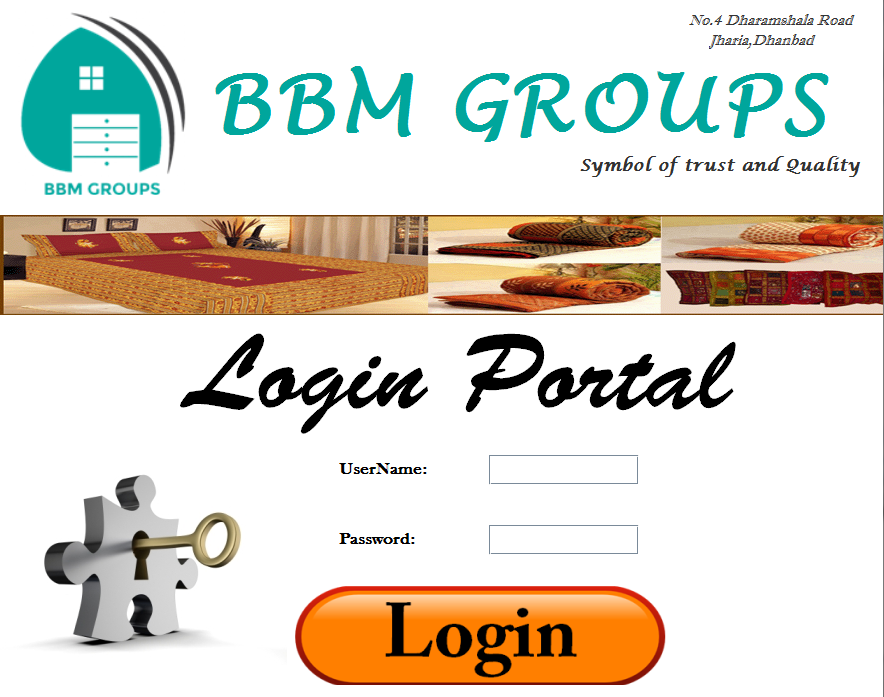 No.4 Dharamshala Road
Jharia,Dhanbad
BBM GROUPS
Symbol of trust and Quality
BBM GROUPS
Login Portal
UserName:
Password:
Login